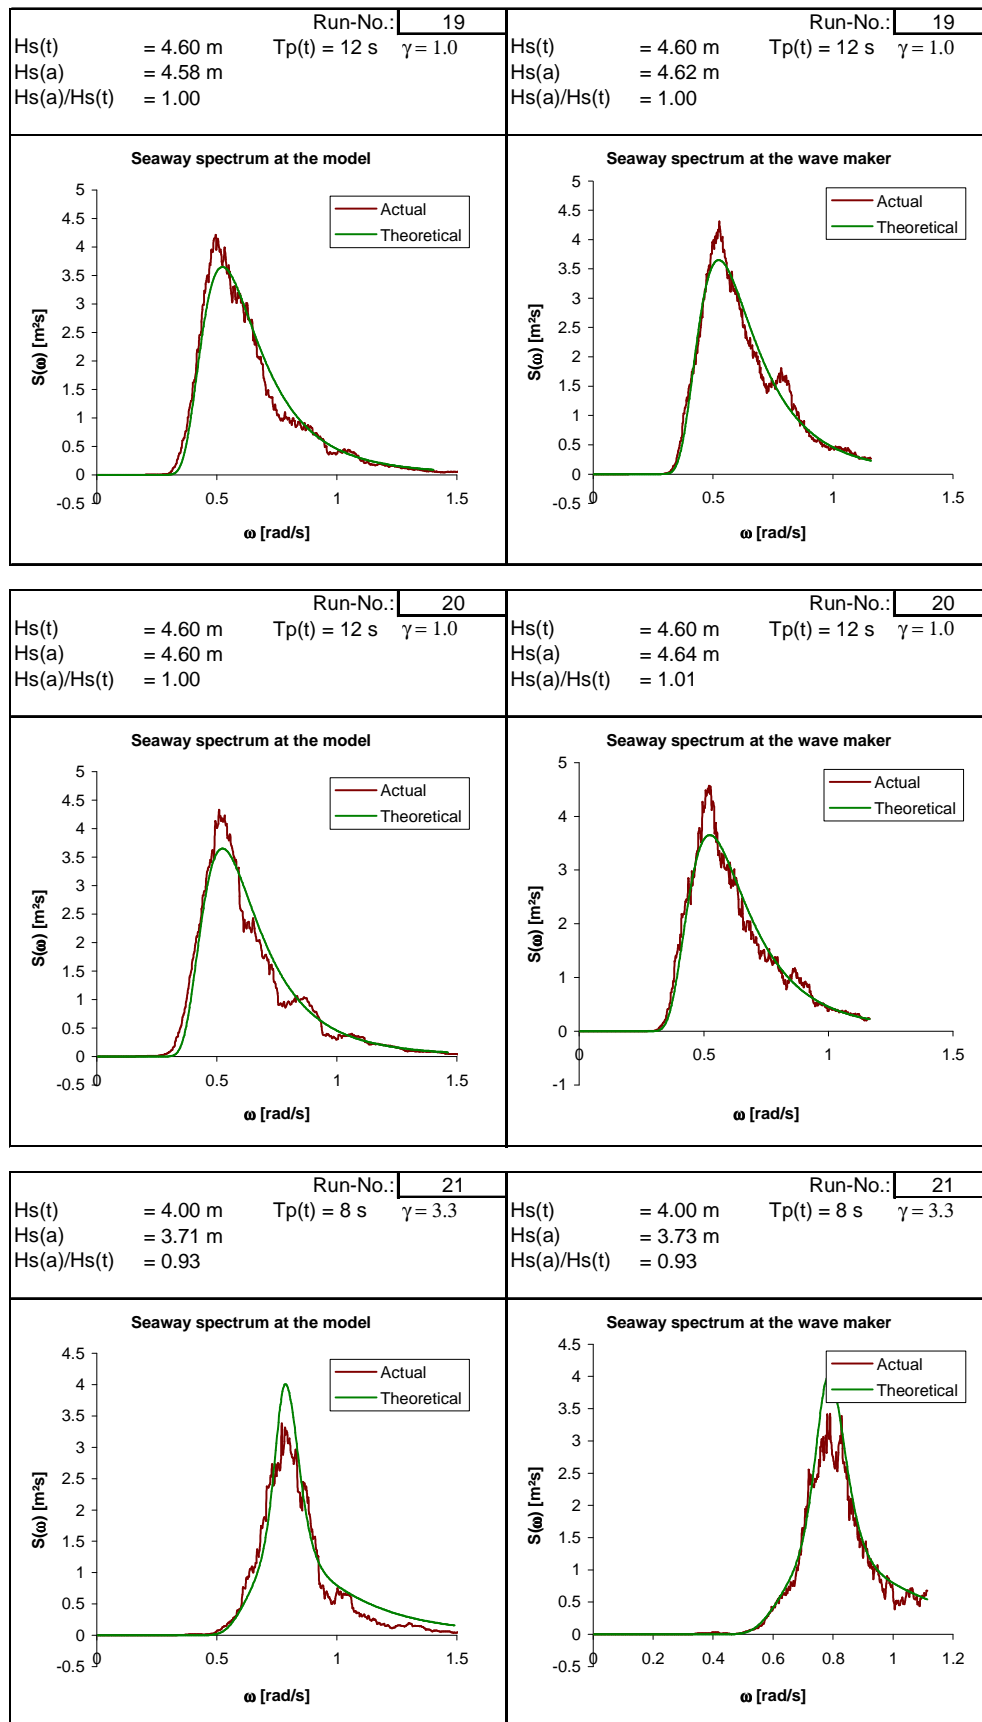 Run-No.: 19
Hs(t) = 4.60 m Tp(t) = 12 s γ = 1.0
Hs(a) = 4.58 m
Hs(a)/Hs(t) = 1.00
Seaway spectrum at the model
Actual
Theoretical
S(ω) [m²s]
5
4.5
4
3.5
3
2.5
2
1.5
1
0.5
0
-0.5
0 0.5 1 1.5
ω [rad/s]
Run-No.: 19
Hs(t) = 4.60 m Tp(t) = 12 s γ = 1.0
Hs(a) = 4.62 m
Hs(a)/Hs(t) = 1.00
Seaway spectrum at the wave maker
Actual
Theoretical
S(ω) [m²s]
5
4.5
4
3.5
3
2.5
2
1.5
1
0.5
0
-0.5
0 0.5 1 1.5
ω [rad/s]
Run-No.: 20
Hs(t) = 4.60 m Tp(t) = 12 s γ = 1.0
Hs(a) = 4.60 m
Hs(a)/Hs(t) = 1.00
Seaway spectrum at the model
Actual
Theoretical
S(ω) [m²s]
5
4.5
4
3.5
3
2.5
2
1.5
1
0.5
0
-0.5
0 0.5 1 1.5
ω [rad/s]
Run-No.: 20
Hs(t) = 4.60 m Tp(t) = 12 s γ = 1.0
Hs(a) = 4.64 m
Hs(a)/Hs(t) = 1.01
Seaway spectrum at the wave maker
Actual
Theoretical
S(ω) [m²s]
5
4
3
2
1
0
-1
0 0.5 1 1.5
ω [rad/s]
Run-No.: 21
Hs(t) = 4.00 m Tp(t) = 8 s γ = 3.3
Hs(a) = 3.71 m
Hs(a)/Hs(t) = 0.93
Seaway spectrum at the model
Actual
Theoretical
S(ω) [m²s]
4.5
4
3.5
3
2.5
2
1.5
1
0.5
0
-0.5
0 0.5 1 1.5
ω [rad/s]
Run-No.: 21
Hs(t) = 4.00 m Tp(t) = 8 s γ = 3.3
Hs(a) = 3.73 m
Hs(a)/Hs(t) = 0.93
Seaway spectrum at the wave maker
Actual
Theoretical
S(ω) [m²s]
4.5
4
3.5
3
2.5
2
1.5
1
0.5
0
-0.5
0 0.2 0.4 0.6 0.8 1 1.2
ω [rad/s]